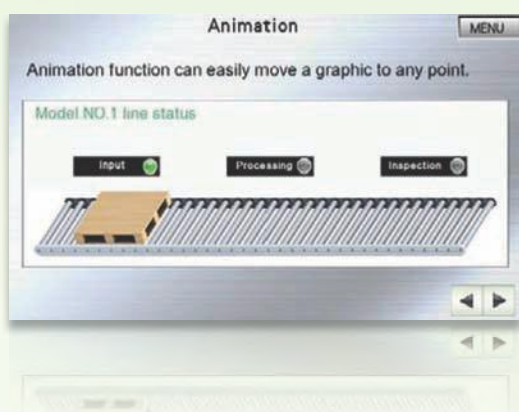 Animation
MENU
Animation function can easily move a graphic to any point.
Model NO.1 line status
Input
Processing
Inspection